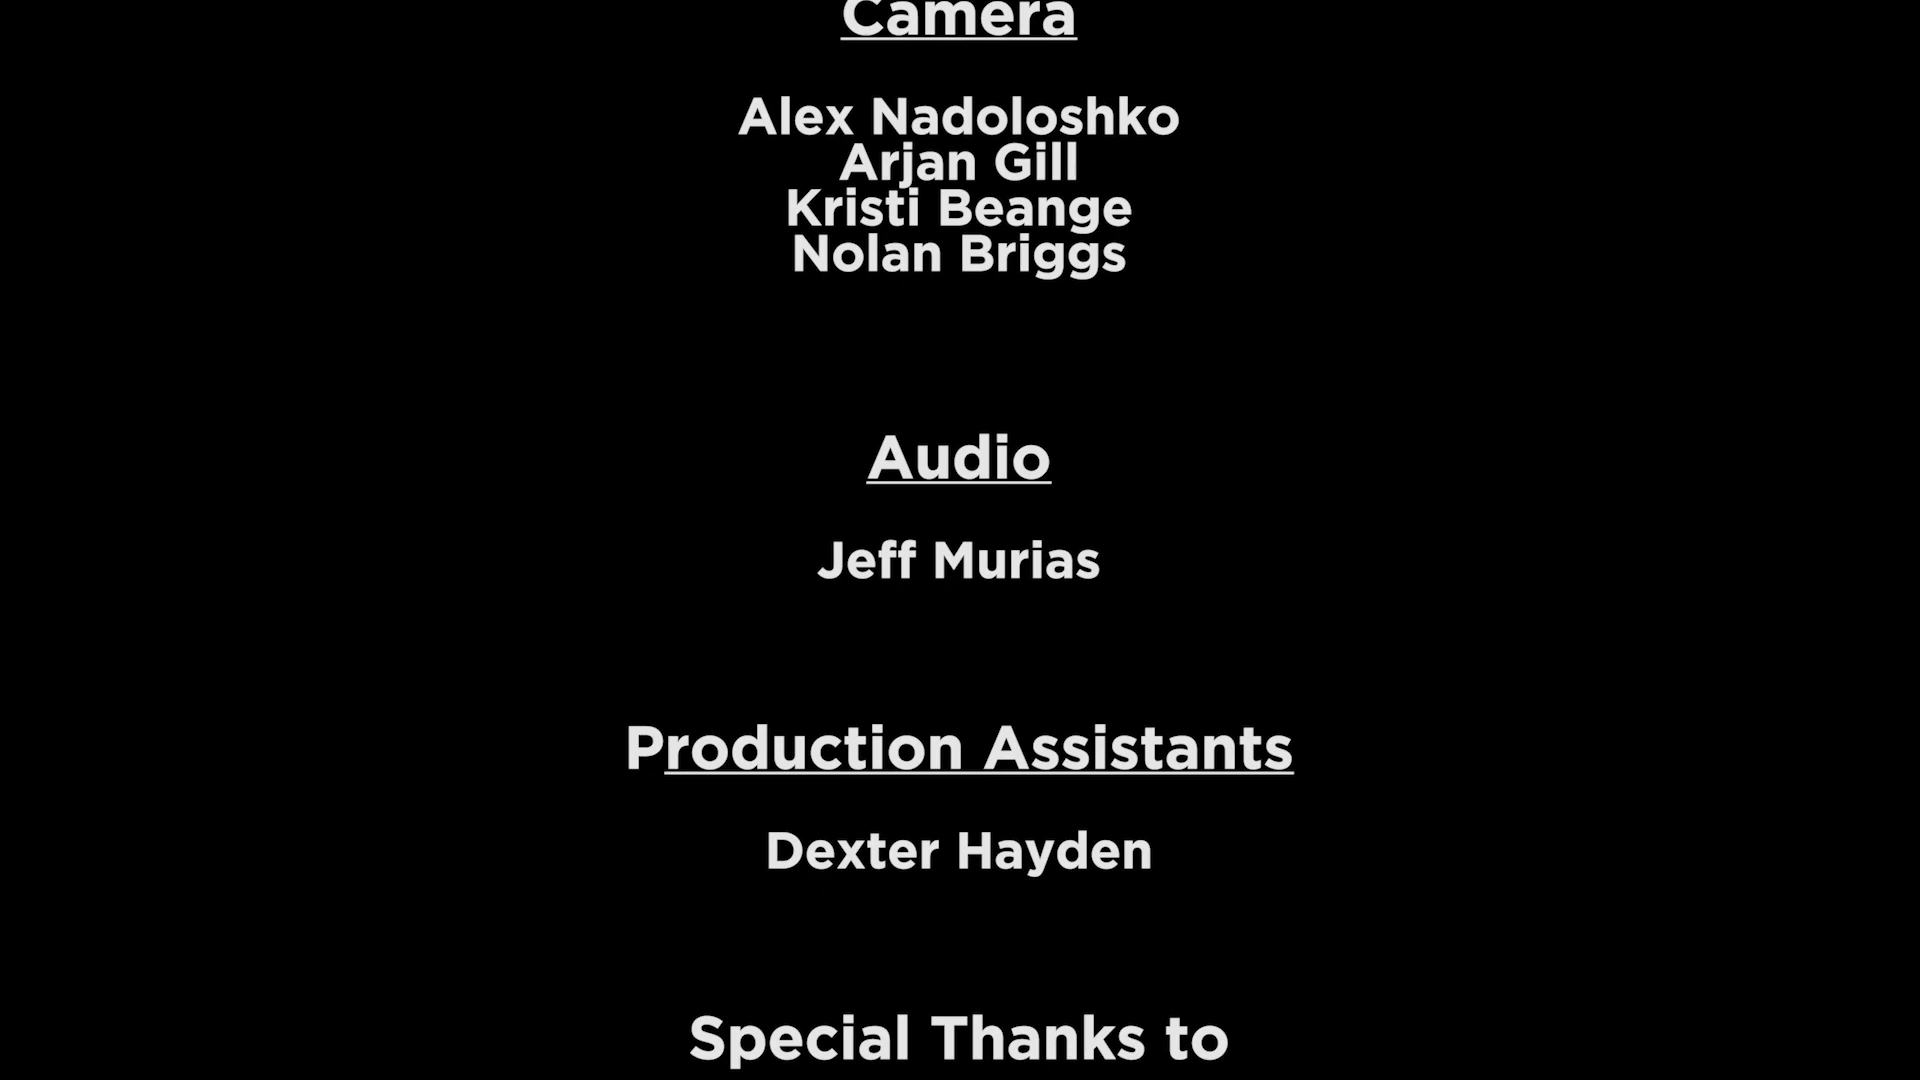 Camera
Alex Nadoloshko
Arjan Gill
Kristi Beange
Nolan Briggs
Audio
Jeff Murias
Production Assistants
Dexter Hayden
Special Thanks to